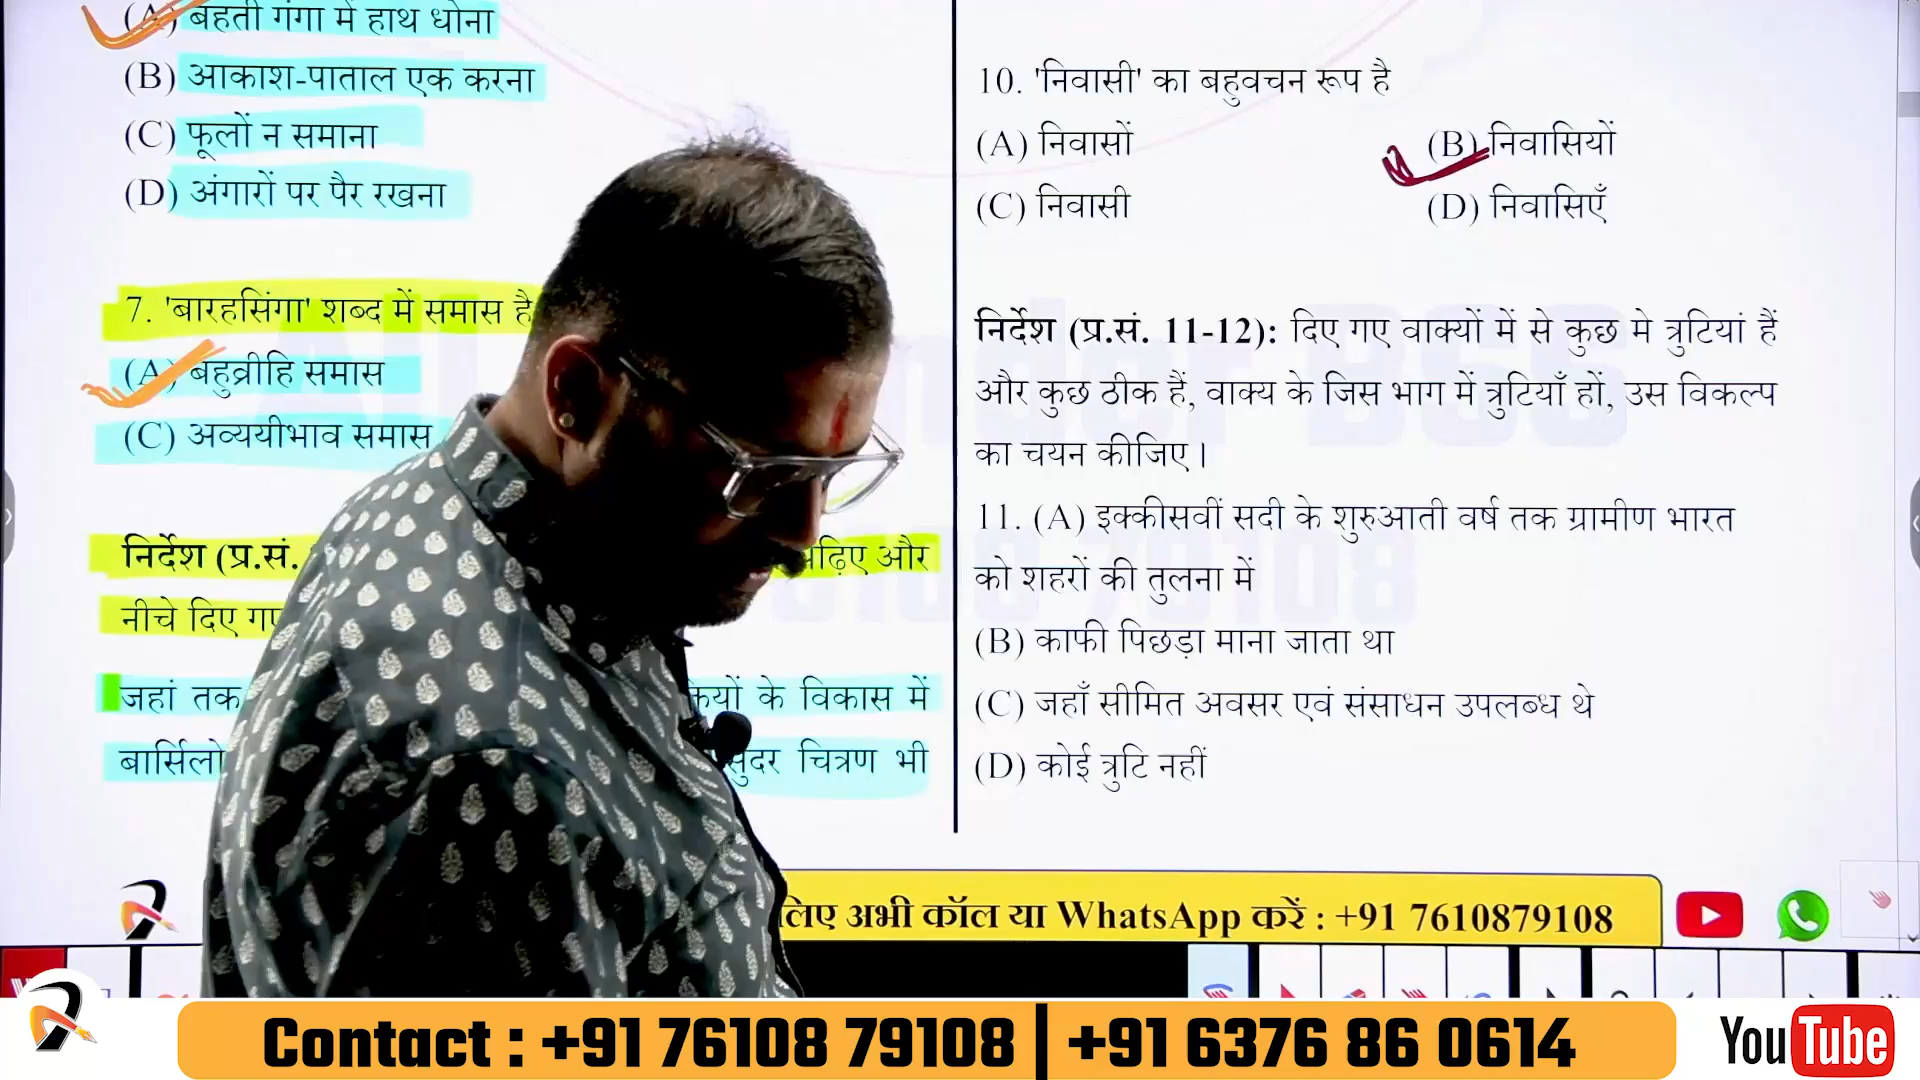 (A) बहती गंगा में हाथ धोना
(B) आकाश-पाताल एक करना
(C) फूलों न समाना
(D) अंगारों पर पैर रखना
7. 'बारहसिंगा' शब्द में समास है
(A) बहुव्रीहि समास
(C) अव्ययीभाव समास
निर्देश (प्र.सं. पढ़िए और
नीचे दिए गए
जहां तक के विकास में
सुंदर चित्रण भी
10. 'निवासी' का बहुवचन रूप है
(A) निवासों (B) निवासियों
(C) निवासी (D) निवासिएँ
निर्देश (प्र.सं. 11-12): दिए गए वाक्यों में से कुछ मे त्रुटियां हैं
और कुछ ठीक हैं, वाक्य के जिस भाग में त्रुटियाँ हों, उस विकल्प
का चयन कीजिए।
11. (A) इक्कीसवीं सदी के शुरुआती वर्ष तक ग्रामीण भारत
को शहरों की तुलना में
(B) काफी पिछड़ा माना जाता था
(C) जहाँ सीमित अवसर एवं संसाधन उपलब्ध थे
(D) कोई त्रुटि नहीं
लिए अभी कॉल या WhatsApp करें : +91 7610879108
Contact : +91 76108 79108 | +91 6376 86 0614
YouTube